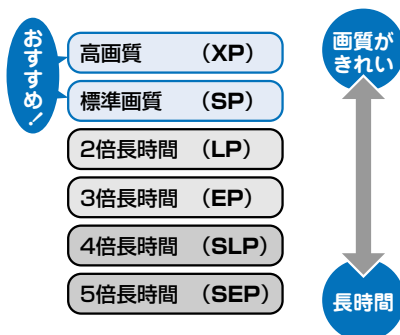 おすすめ!
高画質 (XP)
標準画質 (SP)
2倍長時間 (LP)
3倍長時間 (EP)
4倍長時間 (SLP)
5倍長時間 (SEP)
画質が
きれい
長時間